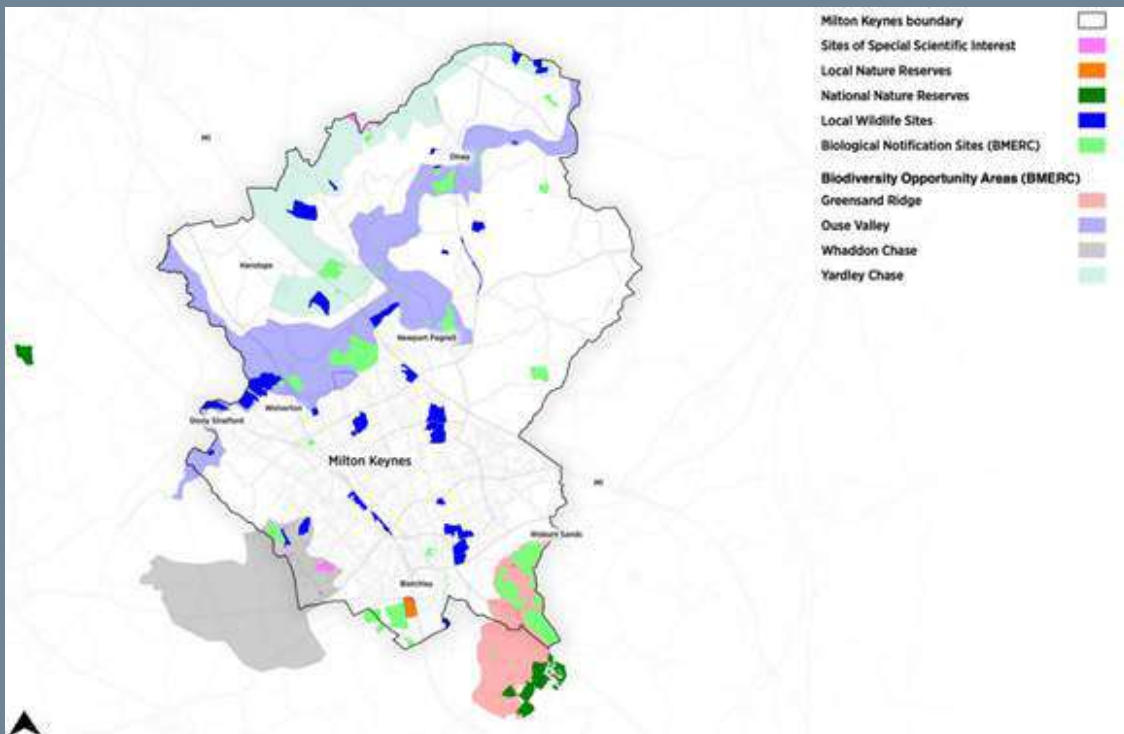 Milton Keynes boundary
Sites of Special Scientific Interest
Local Nature Reserves
National Nature Reserves
Local Wildlife Sites
Biological Notification Sites (BMERC)
Biodiversity Opportunity Areas (BMERC)
Greensand Ridge
Ouse Valley
Whaddon Chase
Yardley Chase
M1
Olney
Hanslope
Newport Pagnell
Wolverton
Stony Stratford
Milton Keynes
M1
Woburn Sands
Bletchley